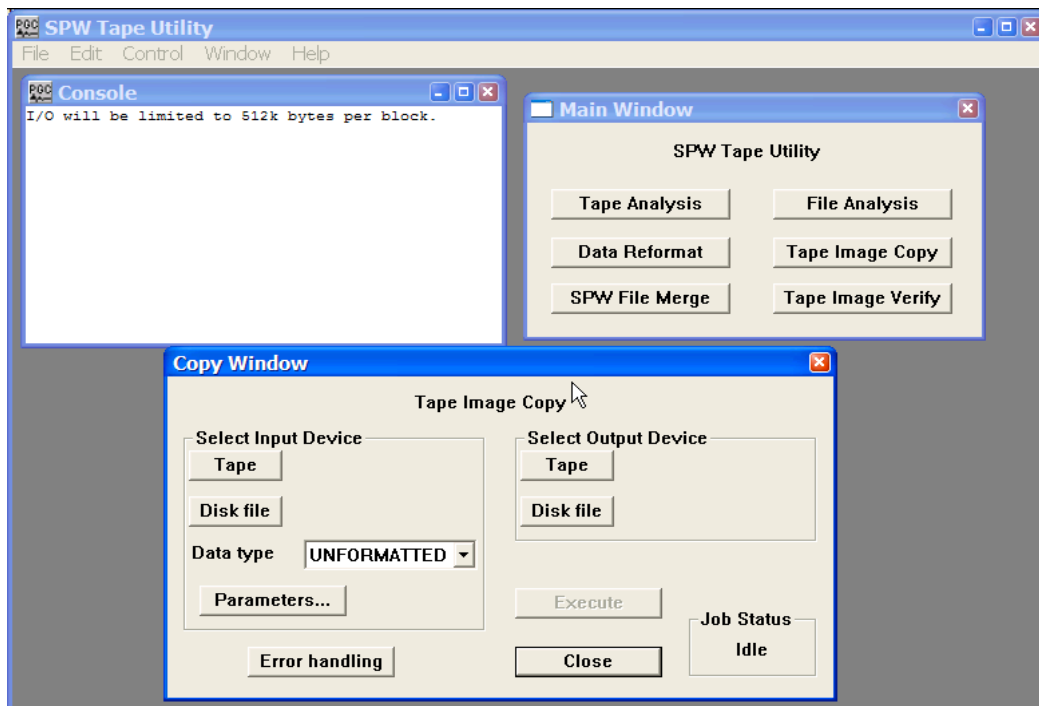 PGC SPW Tape Utility
File Edit Control Window Help
PGC Console
I/O will be limited to 512k bytes per block.
Main Window
SPW Tape Utility
Tape Analysis File Analysis
Data Reformat Tape Image Copy
SPW File Merge Tape Image Verify
Copy Window
Tape Image Copy
Select Input Device Select Output Device
Tape Tape
Disk file Disk file
Data type UNFORMATTED
Parameters... Execute
Job Status
Error handling Close Idle